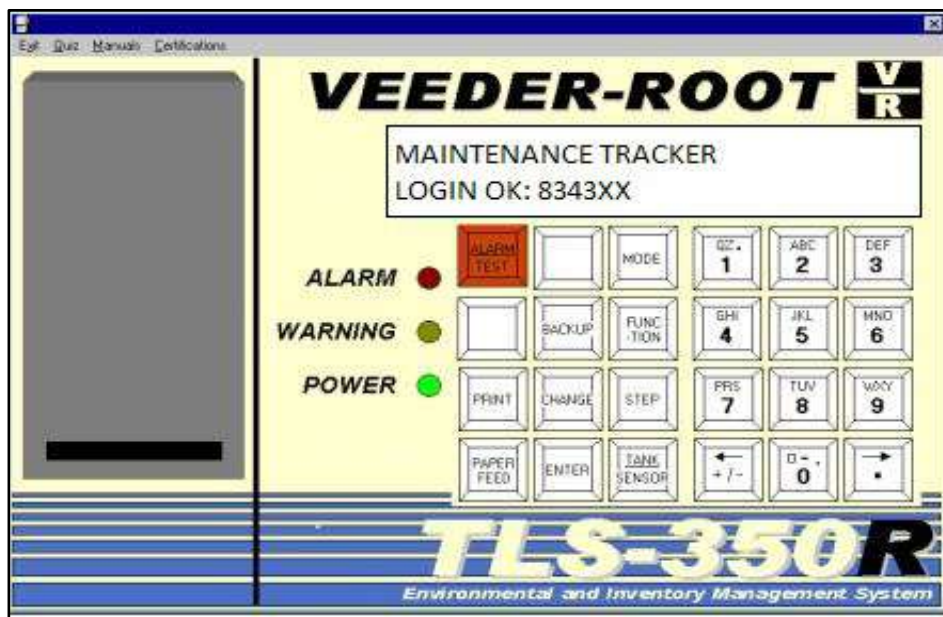 Exit Quiz Manuals Certifications
VEEDER-ROOT V
R
MAINTENANCE TRACKER
LOGIN OK: 8343XX
ALARM
WARNING
POWER
ALARM
TEST
MODE
QZ.
1
ABC
2
DEF
3
BACKUP
FUNC
-TION
GHI
4
JKL
5
MNO
6
PRINT
CHANGE
STEP
PRS
7
TUV
8
WXY
9
PAPER
FEED
ENTER
TANK
SENSOR
←
+/-
0
→
TLS-350R
Environmental and Inventory Management System